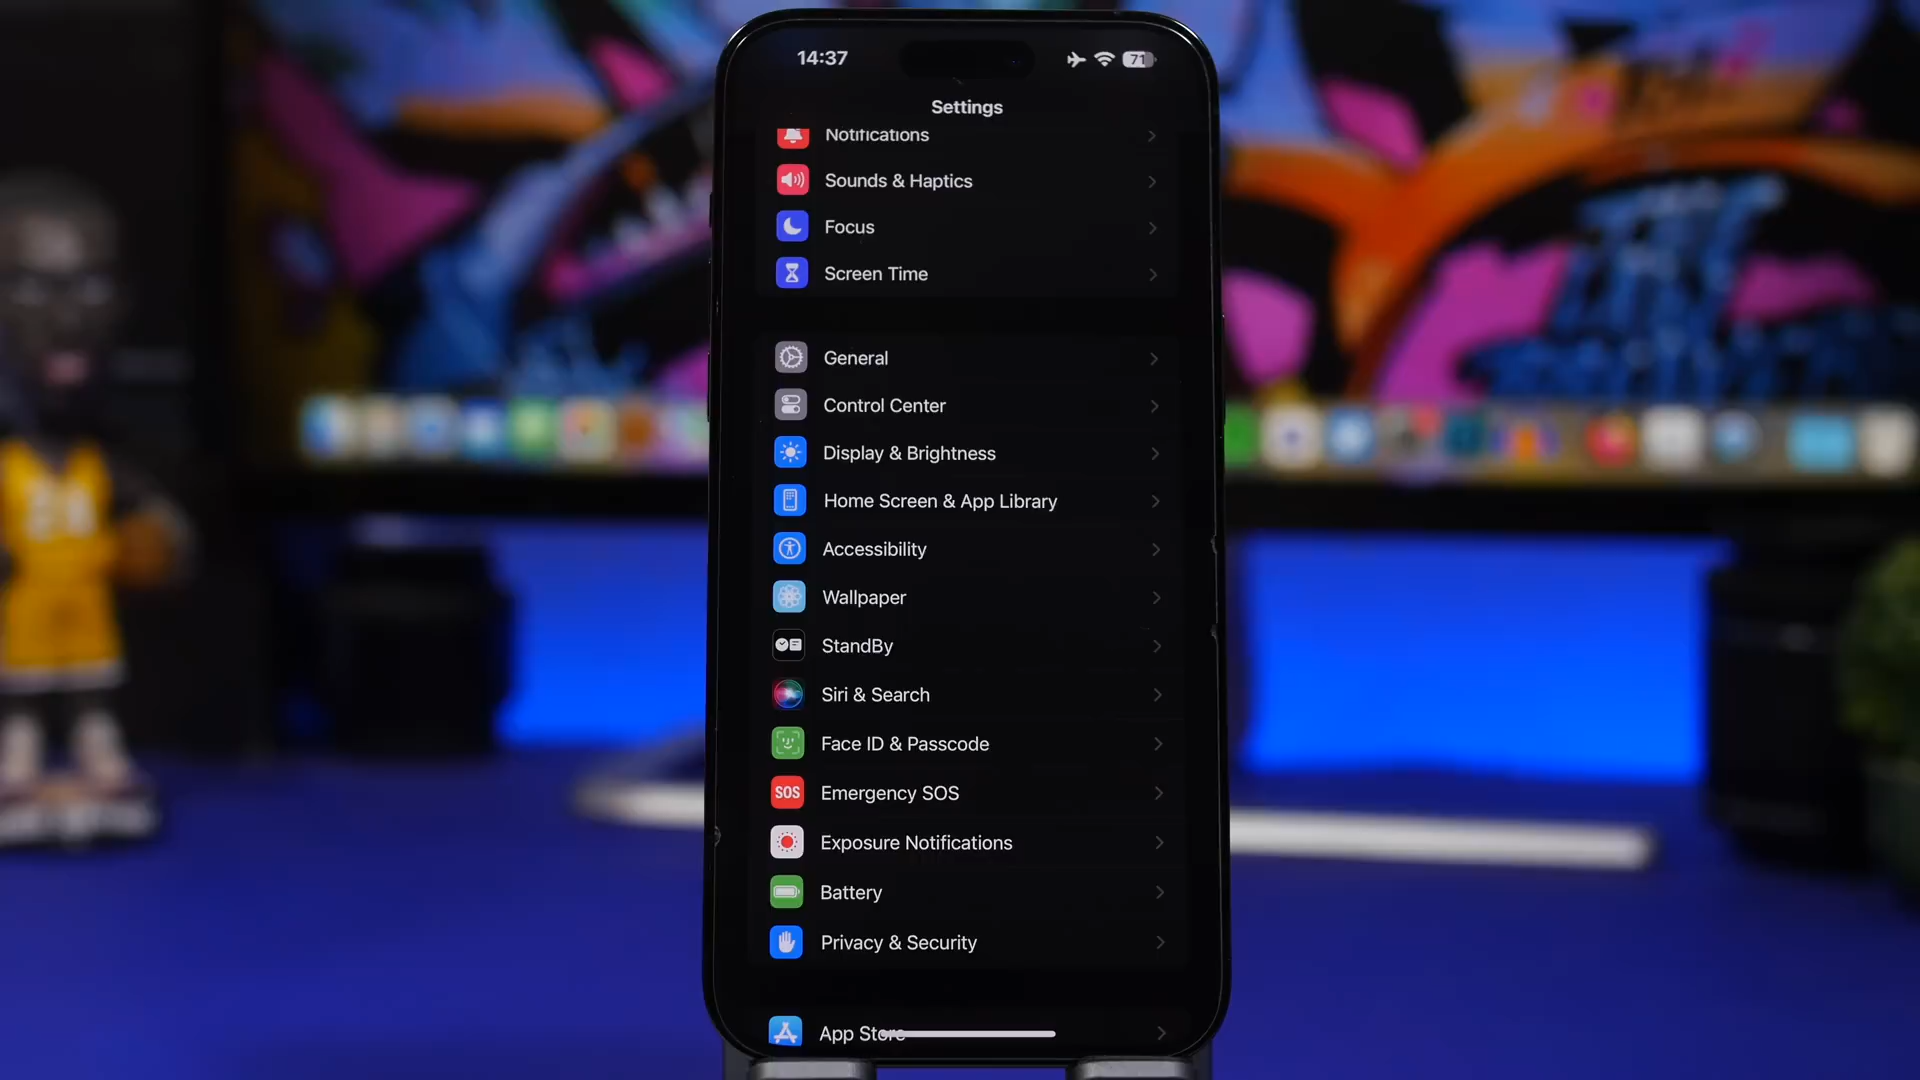 14:37
71
Settings
Notifications
Sounds & Haptics
Focus
Screen Time
General
Control Center
Display & Brightness
Home Screen & App Library
Accessibility
Wallpaper
StandBy
Siri & Search
Face ID & Passcode
SOS
Emergency SOS
Exposure Notifications
Battery
Privacy & Security
App Store
24